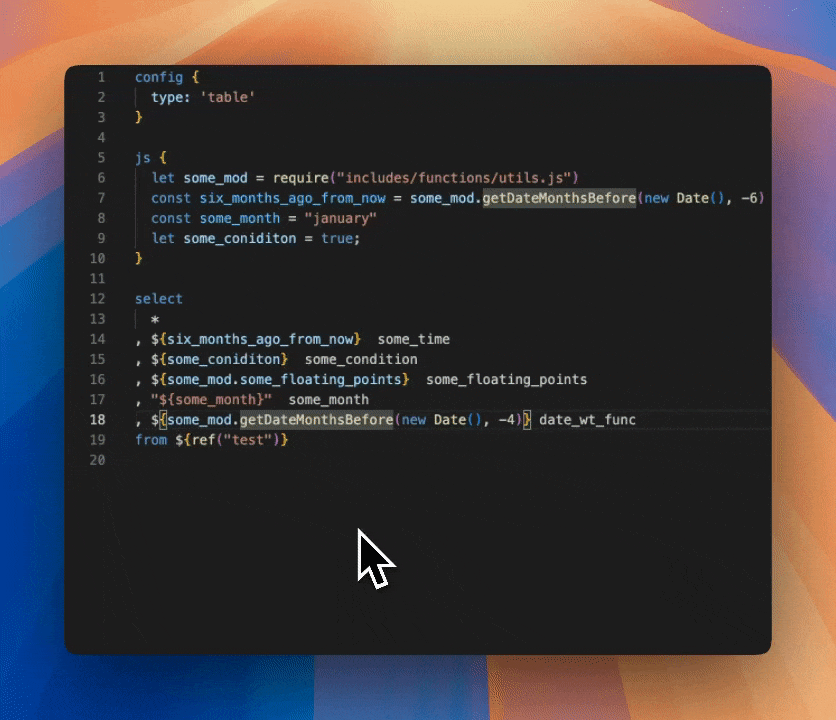 1 config {
2 type: 'table'
3 }
4
5 js {
6 let some_mod = require("includes/functions/utils.js")
7 const six_months_ago_from_now = some_mod.getDateMonthsBefore(new Date(), -6)
8 const some_month = "january"
9 let some_coniditon = true;
10 }
11
12 select
13 *
14 , ${six_months_ago_from_now} some_time
15 , ${some_coniditon} some_condition
16 , ${some_mod.some_floating_points} some_floating_points
17 , "${some_month}" some_month
18 , ${some_mod.getDateMonthsBefore(new Date(), -4)} date_wt_func
19 from ${ref("test")}
20